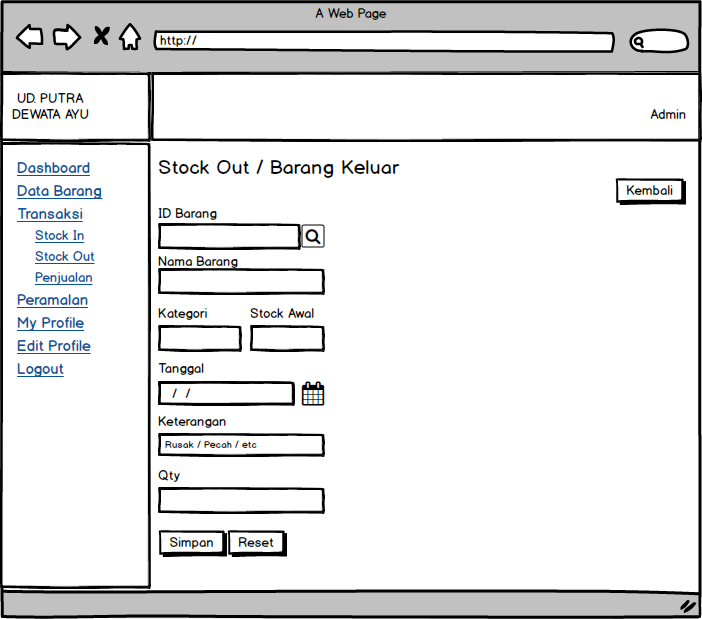 A Web Page
http://
UD. PUTRA
DEWATA AYU
Admin
Dashboard
Data Barang
Transaksi
Stock In
Stock Out
Penjualan
Peramalan
My Profile
Edit Profile
Logout
Stock Out / Barang Keluar
Kembali
ID Barang
Nama Barang
Kategori Stock Awal
Tanggal
/ /
Keterangan
Rusak / Pecah / etc
Qty
Simpan Reset